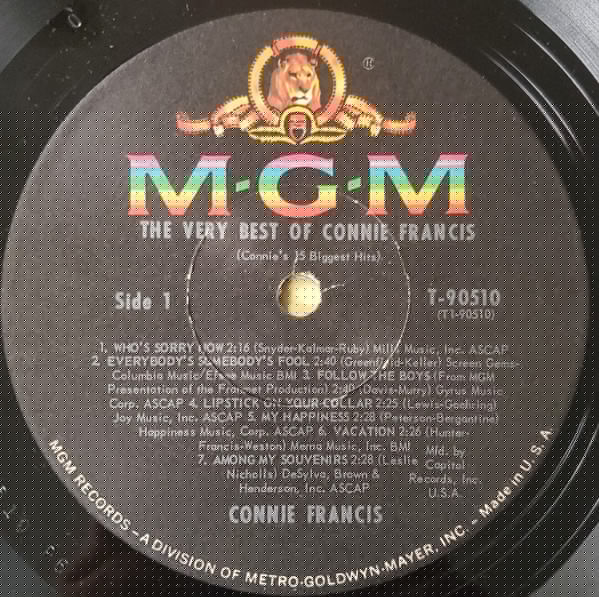 ®
M-G-M
THE VERY BEST OF CONNIE FRANCIS
(Connie's 15 Biggest Hits)
Side 1
T-90510
(T1-90510)
1. WHO'S SORRY NOW 2:16 (Snyder-Kalmar-Ruby) Mills Music, Inc. ASCAP
2. EVERYBODY'S SOMEBODY'S FOOL 2:40 (Greenfield-Keller) Screen Gems-
Columbia Music/ Music BMI 3. FOLLOW THE BOYS (From MGM
Presentation of the Franmet Production) 2:40 (Davis-Murry) Gyrus Music
Corp. ASCAP 4. LIPSTICK ON YOUR COLLAR 2:25 (Lewis-Goehring)
Joy Music, Inc. ASCAP 5. MY HAPPINESS 2:28 (Peterson-Bergantine)
Happiness Music, Corp. ASCAP 6. VACATION 2:26 (Hunter-
Francis-Weston) Merna Music, Inc. BMI
7. AMONG MY SOUVENIRS 2:28 (Leslie
Nicholls) DeSylva, Brown &
Henderson, Inc. ASCAP
Mfd. by
Capitol
Records, Inc.
U.S.A.
CONNIE FRANCIS
MGM RECORDS – A DIVISION OF METRO-GOLDWYN-MAYER, INC. – Made in U.S.A.